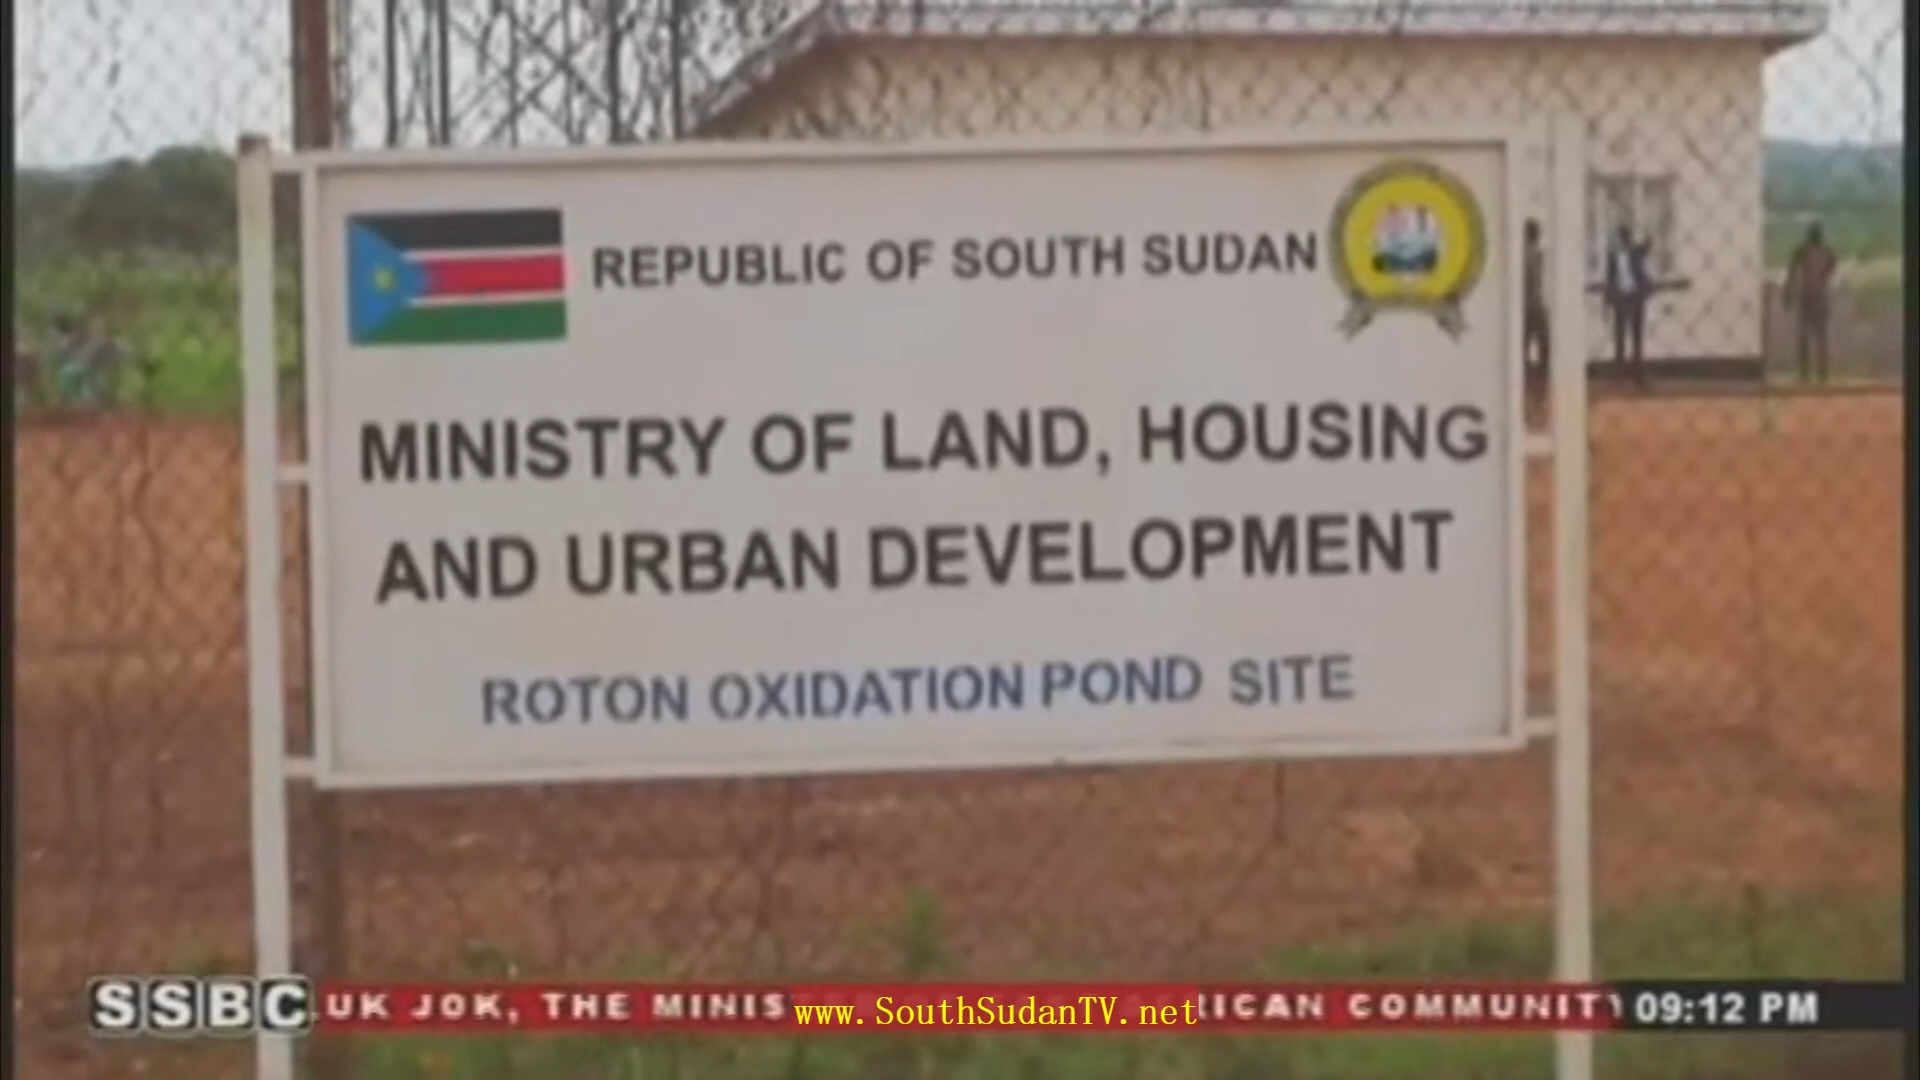 REPUBLIC OF SOUTH SUDAN
MINISTRY OF LAND, HOUSING
AND URBAN DEVELOPMENT
ROTON OXIDATION POND SITE
SSBC UK JOK, THE MINIS www.SouthSudanTV.net ICAN COMMUNITY 09:12 PM